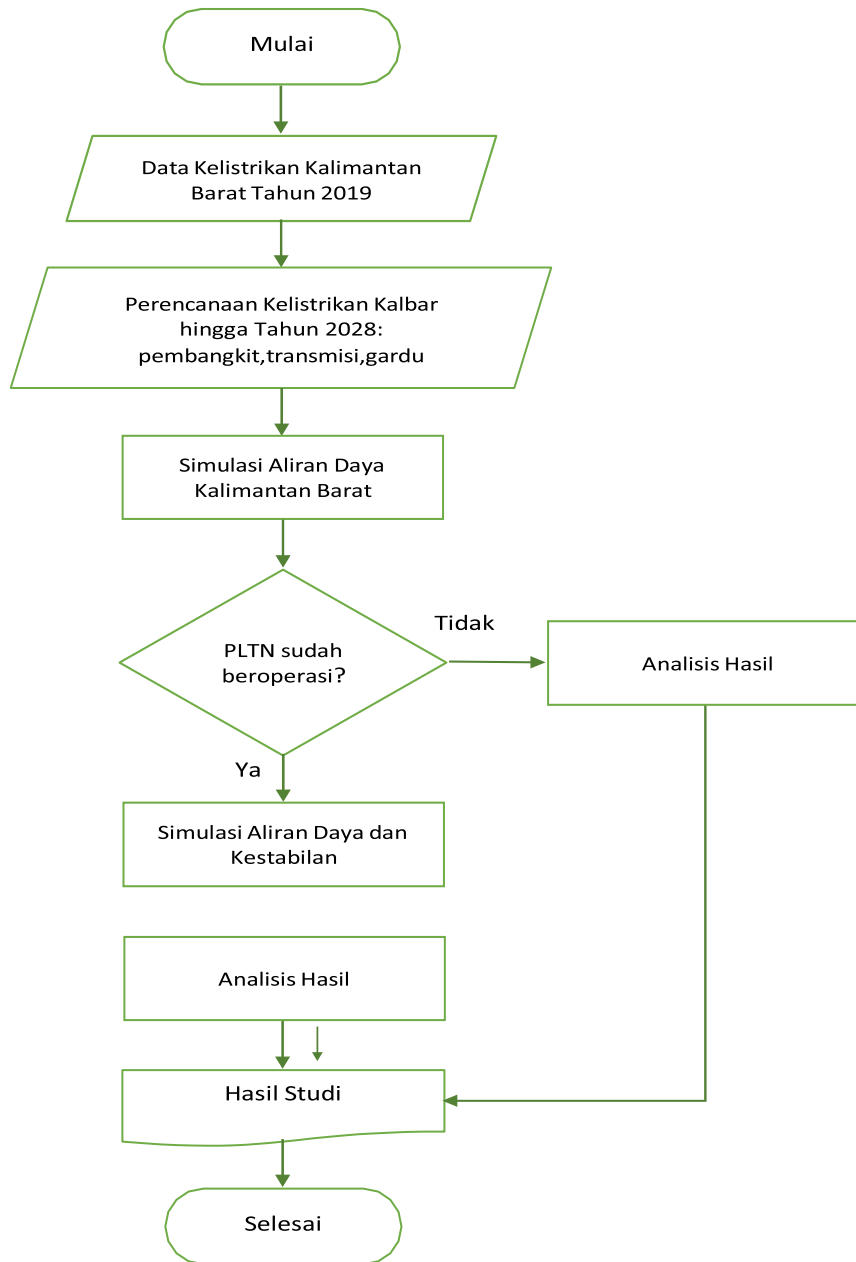 Mulai
Data Kelistrikan Kalimantan
Barat Tahun 2019
Perencanaan Kelistrikan Kalbar
hingga Tahun 2028:
pembangkit,transmisi,gardu
Simulasi Aliran Daya
Kalimantan Barat
PLTN sudah
beroperasi?
Tidak
Analisis Hasil
Ya
Simulasi Aliran Daya dan
Kestabilan
Analisis Hasil
Hasil Studi
Selesai